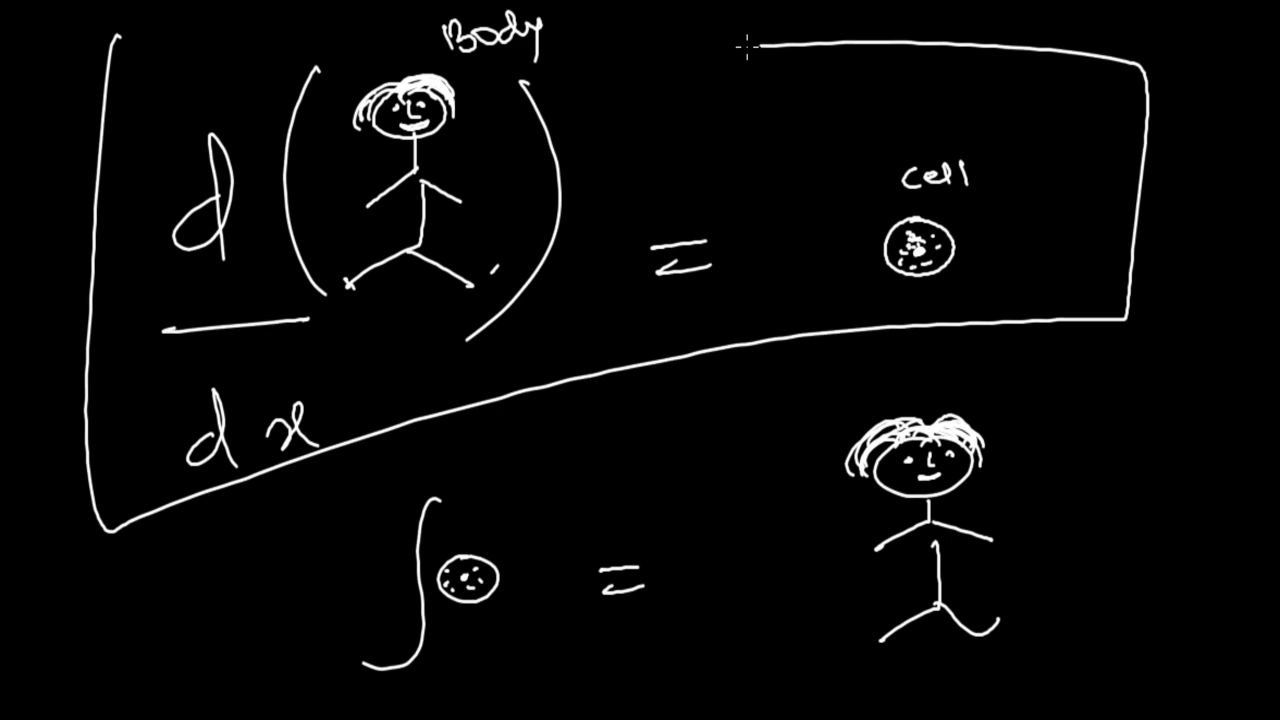 Body
d
cell
=
dx
∫ =